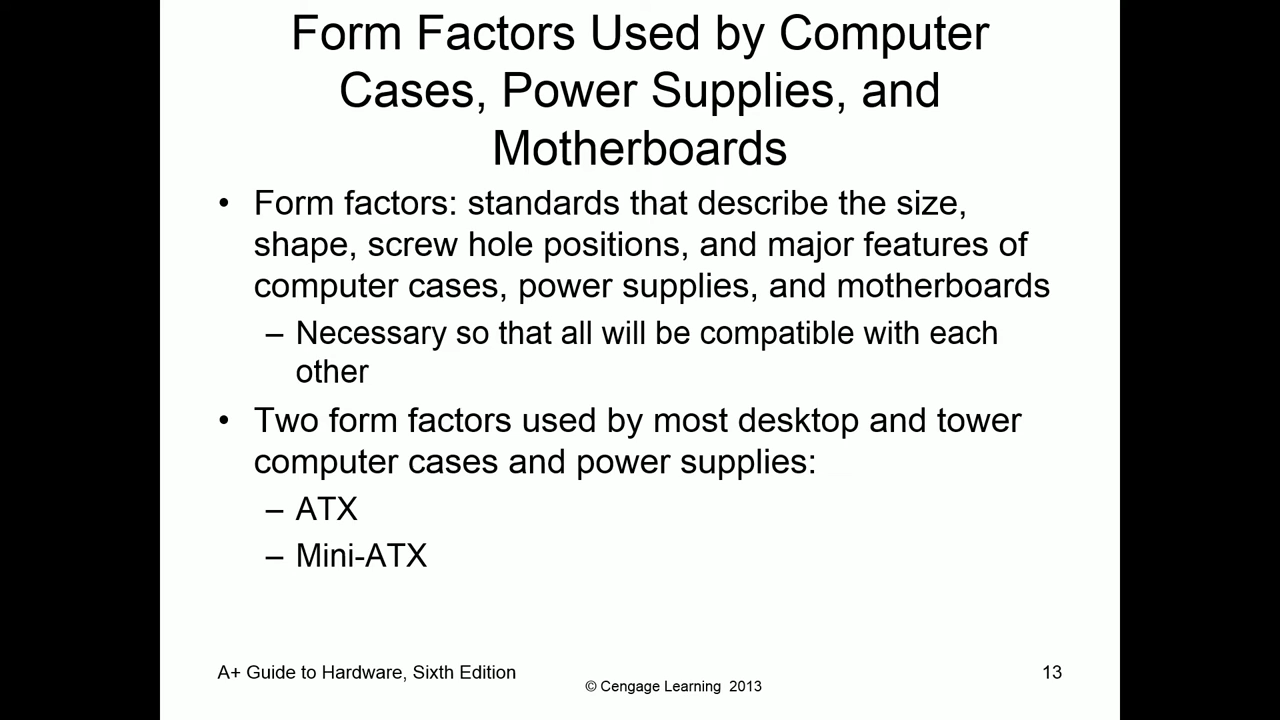 Form Factors Used by Computer
Cases, Power Supplies, and
Motherboards
• Form factors: standards that describe the size,
shape, screw hole positions, and major features of
computer cases, power supplies, and motherboards
– Necessary so that all will be compatible with each
other
• Two form factors used by most desktop and tower
computer cases and power supplies:
– ATX
– Mini-ATX
A+ Guide to Hardware, Sixth Edition
© Cengage Learning 2013
13